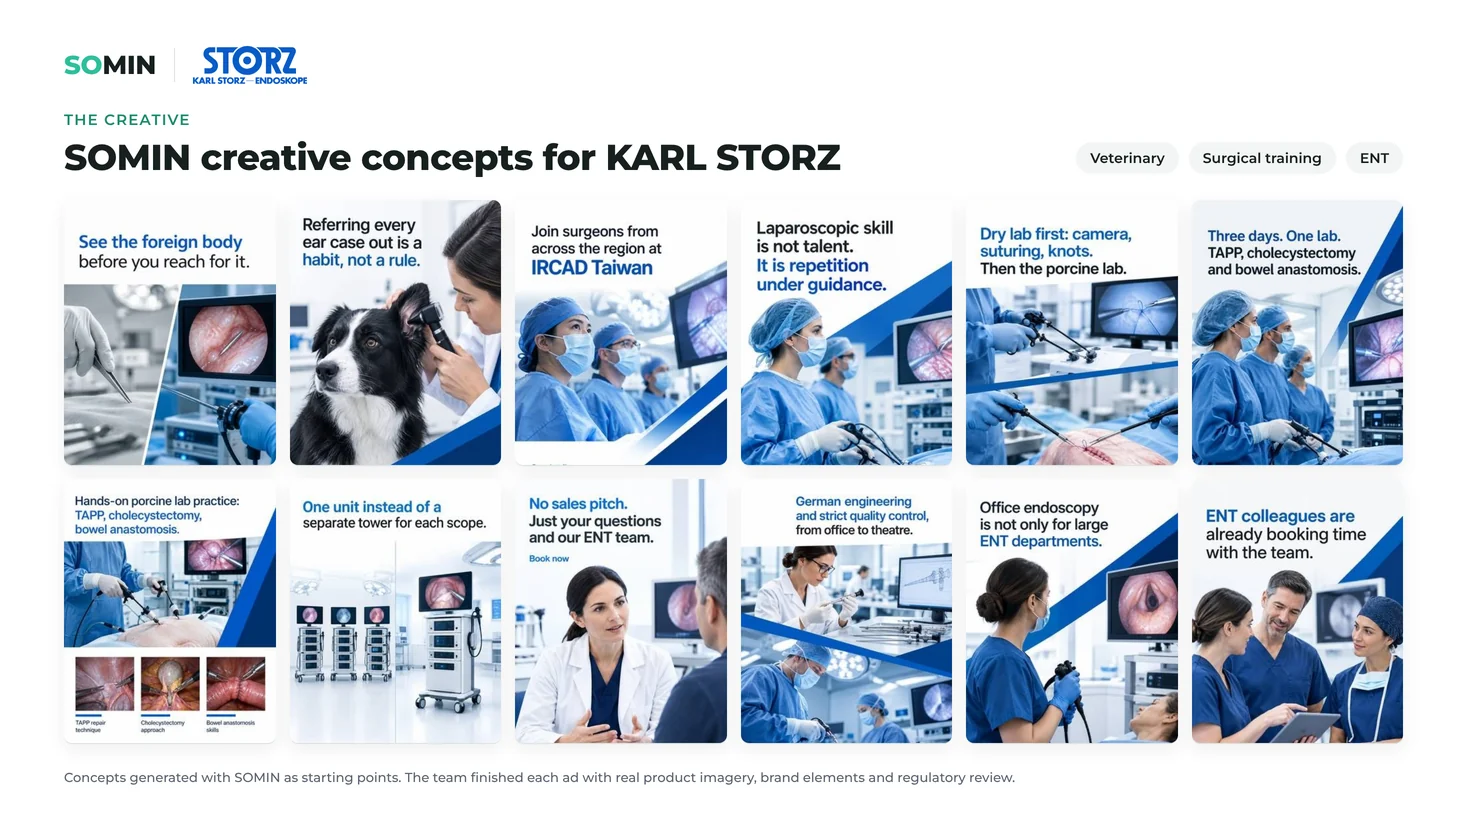 SOMIN
STORZ
KARL STORZ—ENDOSKOPE
THE CREATIVE
SOMIN creative concepts for KARL STORZ
Veterinary
Surgical training
ENT
See the foreign body
before you reach for it.
Referring every
ear case out is a
habit, not a rule.
Join surgeons from
across the region at
IRCAD Taiwan
Laparoscopic skill
is not talent.
It is repetition
under guidance.
Dry lab first: camera,
suturing, knots.
Then the porcine lab.
Three days. One lab.
TAPP, cholecystectomy
and bowel anastomosis.
Hands-on porcine lab practice:
TAPP, cholecystectomy,
bowel anastomosis.
TAPP repair
technique
Cholecystectomy
approach
Bowel anastomosis
skills
One unit instead of a
separate tower for each scope.
No sales pitch.
Just your questions
and our ENT team.
Book now
German engineering
and strict quality control,
from office to theatre.
Office endoscopy
is not only for large
ENT departments.
ENT colleagues are
already booking time
with the team.
Concepts generated with SOMIN as starting points. The team finished each ad with real product imagery, brand elements and regulatory review.